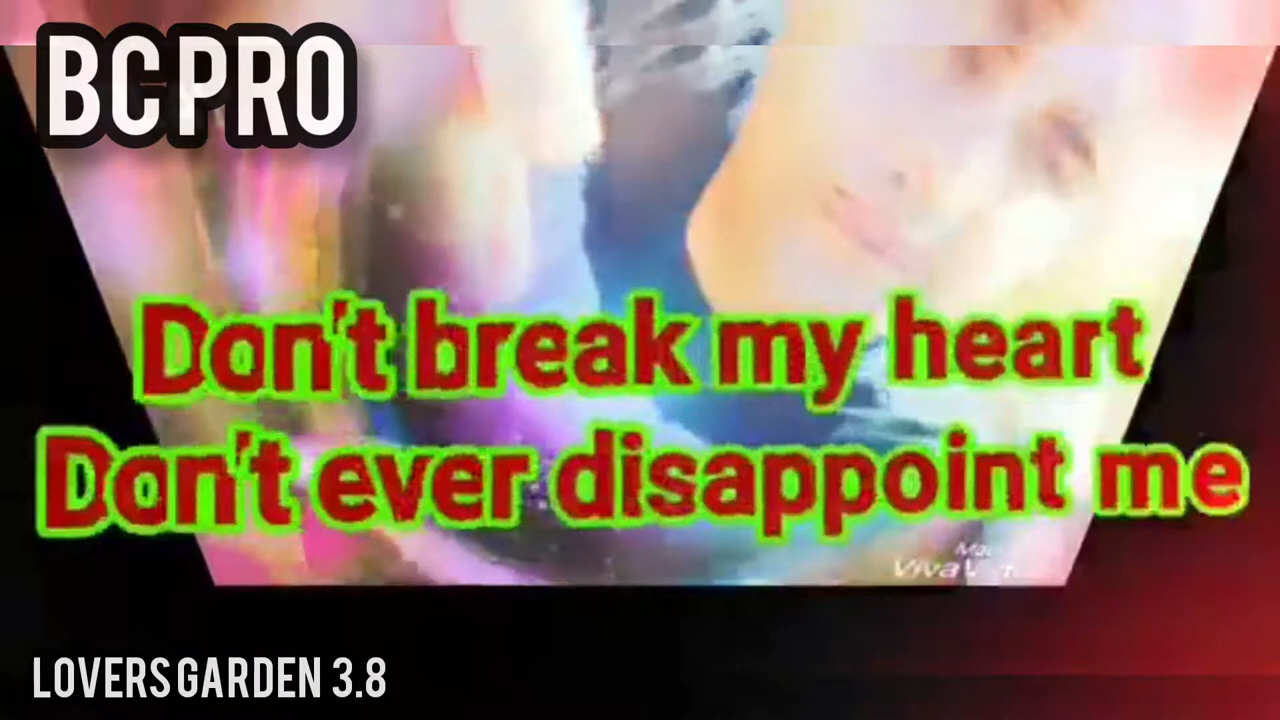 BC PRO
Don't break my heart
Don't ever disappoint me
LOVERS GARDEN 3.8